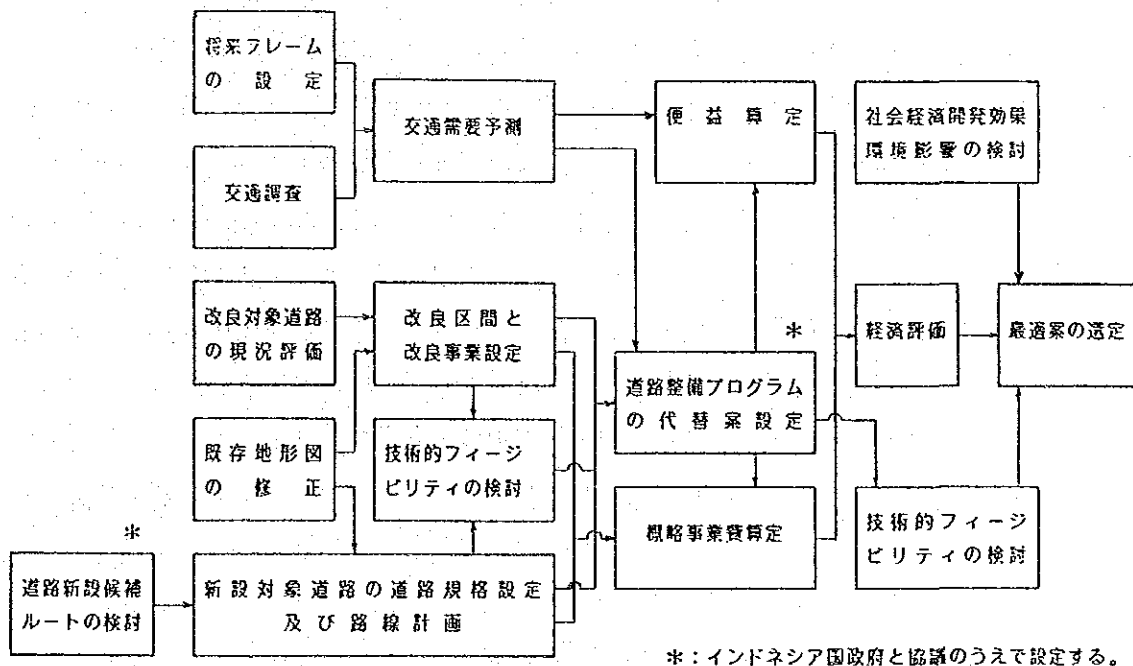 将来フレーム
の設定
交通調査
交通需要予測
便益算定
社会経済開発効果
環境影響の検討
改良対象道路
の現況評価
改良区間と
改良事業設定
*
道路整備プログラム
の代替案設定
経済評価
最適案の選定
既存地形図
の修正
技術的フィージ
ビリティの検討
概略事業費算定
技術的フィージ
ビリティの検討
*
道路新設候補
ルートの検討
新設対象道路の道路規格設定
及び路線計画
*:インドネシア国政府と協議のうえで設定する。